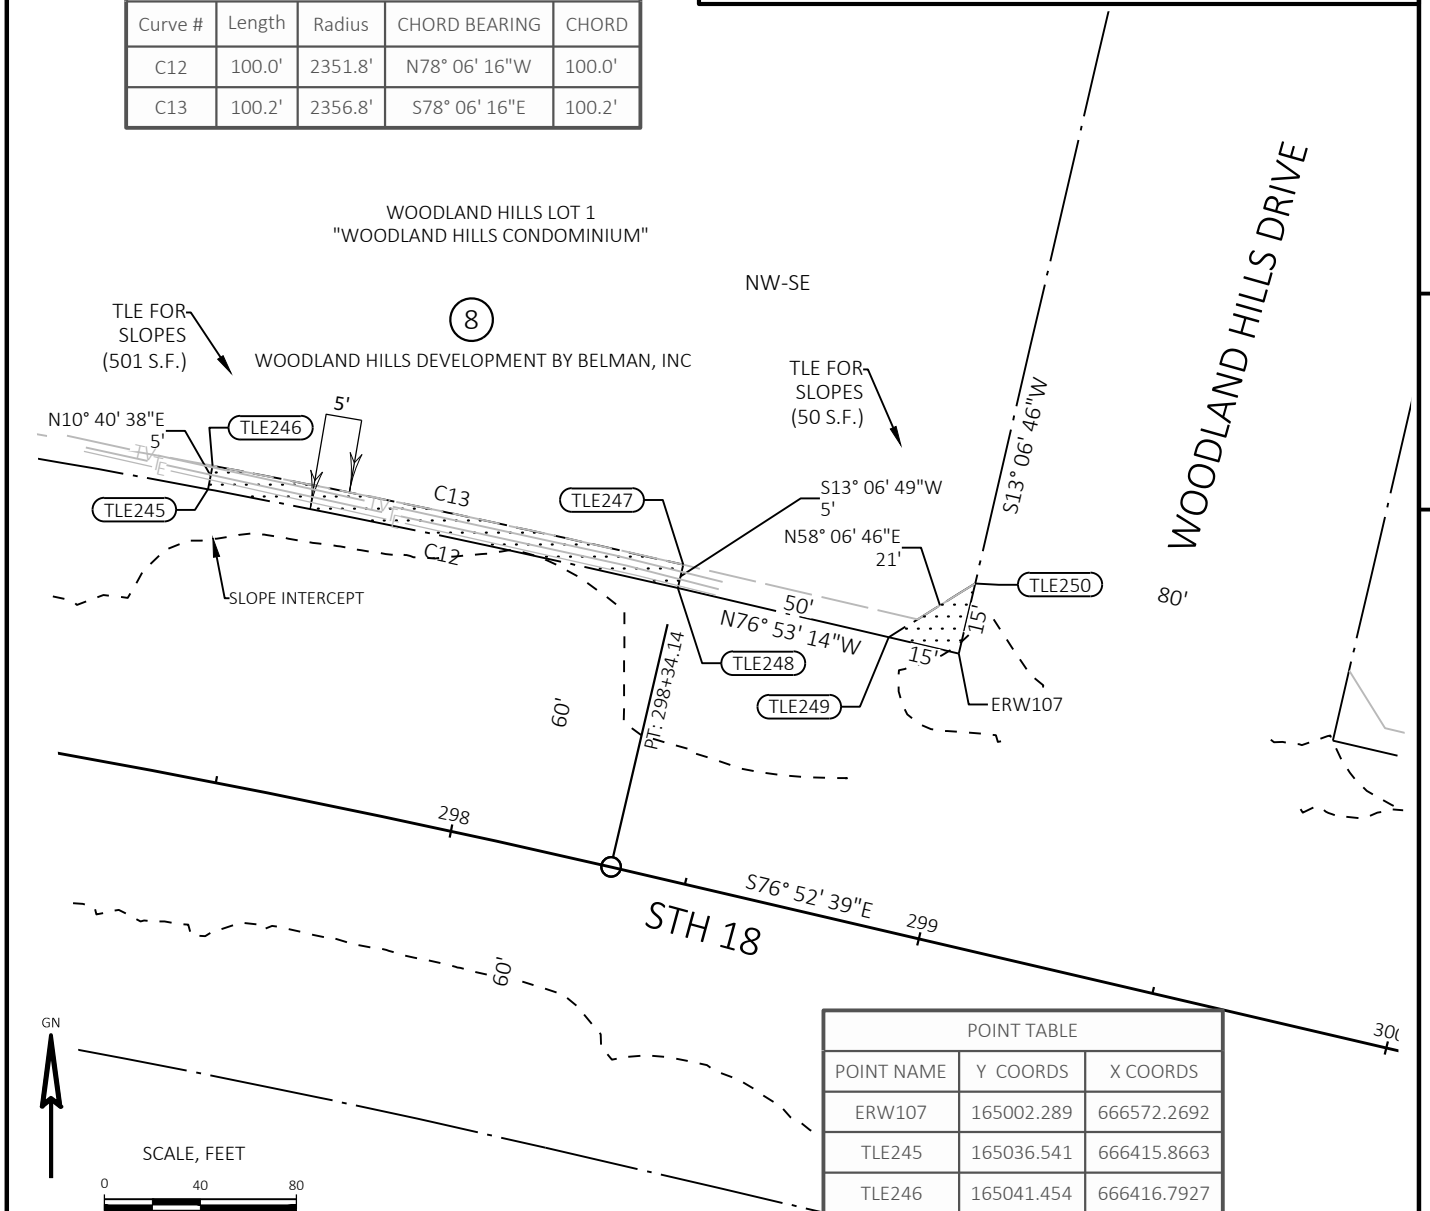 Curve # Length Radius CHORD BEARING CHORD
C12 100.0' 2351.8' N78° 06' 16"W 100.0'
C13 100.2' 2356.8' S78° 06' 16"E 100.2'
WOODLAND HILLS LOT 1
"WOODLAND HILLS CONDOMINIUM"
NW-SE
WOODLAND HILLS DRIVE
TLE FOR
SLOPES
(501 S.F.)
8
WOODLAND HILLS DEVELOPMENT BY BELMAN, INC
TLE FOR
SLOPES
(50 S.F.)
S13° 06' 46"W
N10° 40' 38"E
5'
TLE246
5'
TV
E
TLE245
C13
TV
TLE247
S13° 06' 49"W
5'
N58° 06' 46"E
21'
C12
TLE250
80'
SLOPE INTERCEPT
50'
N76° 53' 14"W
15'
15'
TLE248
TLE249
ERW107
60'
PT: 298+34.14
298
S76° 52' 39"E
299
STH 18
60'
GN
SCALE, FEET
0 40 80
POINT TABLE
POINT NAME Y COORDS X COORDS
ERW107 165002.289 666572.2692
TLE245 165036.541 666415.8663
TLE246 165041.454 666416.7927